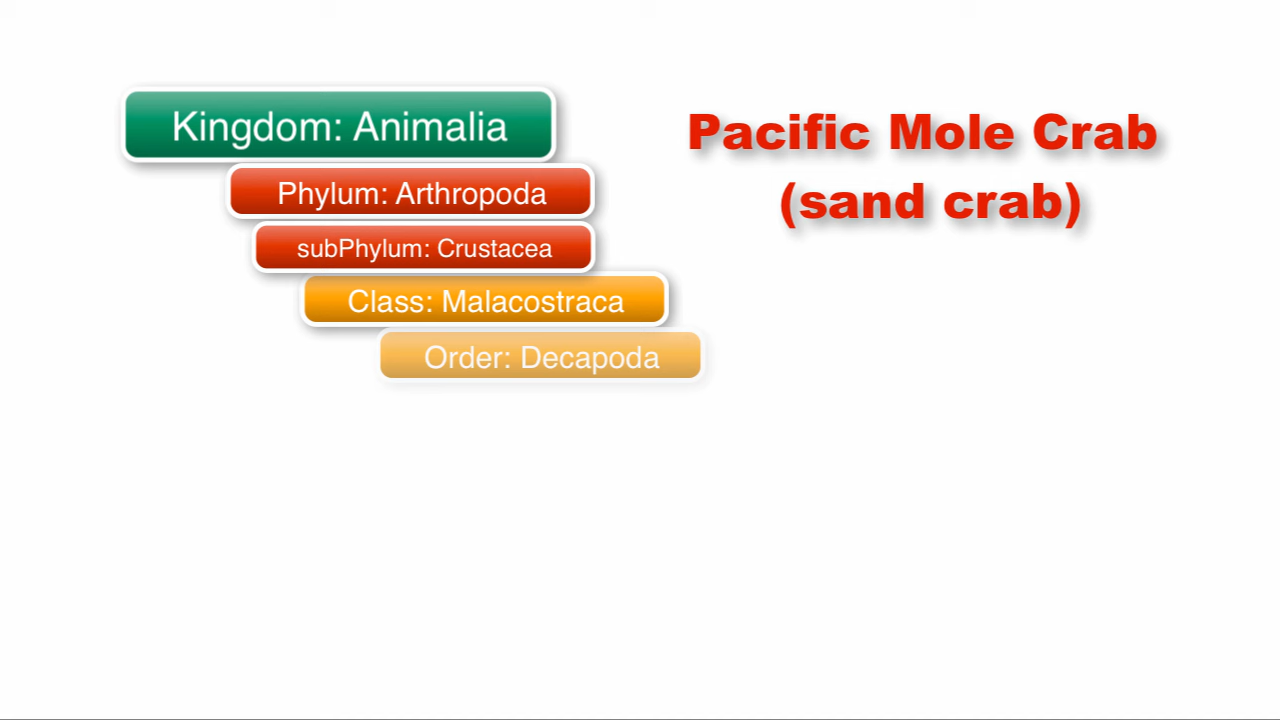 Kingdom: Animalia
Phylum: Arthropoda
subPhylum: Crustacea
Class: Malacostraca
Order: Decapoda
Pacific Mole Crab
(sand crab)